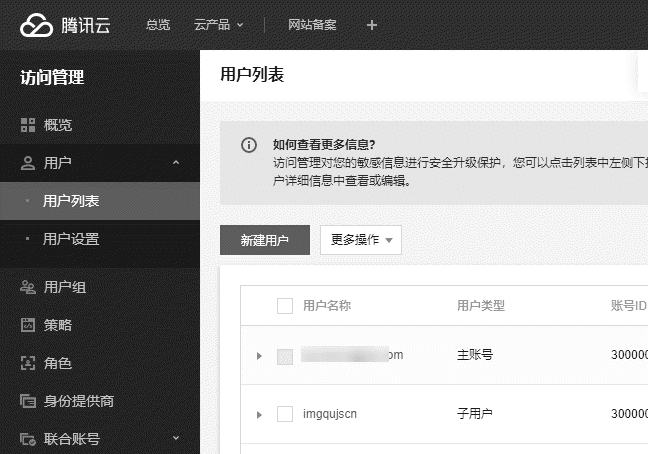 腾讯云
总览
云产品
网站备案
访问管理
用户列表
概览
用户
用户列表
用户设置
用户组
策略
角色
身份提供商
联合账号
如何查看更多信息?
访问管理对您的敏感信息进行安全升级保护，您可以点击列表中左侧下
户详细信息中查看或编辑。
新建用户
更多操作
用户名称
用户类型
账号ID
om
主账号
300000
imgqujscn
子用户
300000